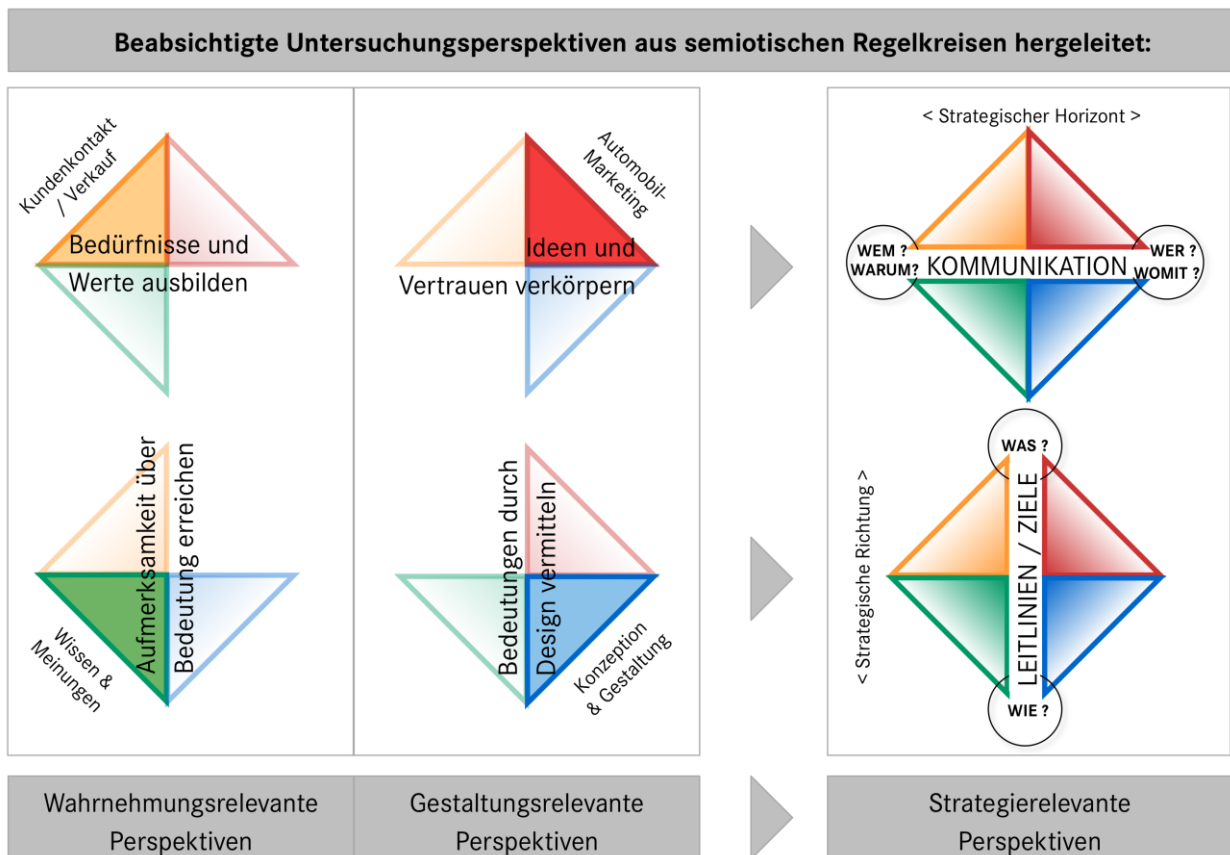 Beabsichtigte Untersuchungsperspektiven aus semiotischen Regelkreisen hergeleitet:
Kundenkontakt
/ Verkauf
Bedürfnisse und
Werte ausbilden
Automobil-
Marketing
Ideen und
Vertrauen verkörpern
< Strategischer Horizont >
WEM ?
WARUM?
KOMMUNIKATION
WER ?
WOMIT ?
Aufmerksamkeit über
Bedeutung erreichen
Wissen &
Meinungen
Bedeutungen durch
Design vermitteln
Konzeption
& Gestaltung
< Strategische Richtung >
WAS ?
LEITLINIEN / ZIELE
WIE ?
Wahrnehmungsrelevante
Perspektiven
Gestaltungsrelevante
Perspektiven
Strategierelevante
Perspektiven